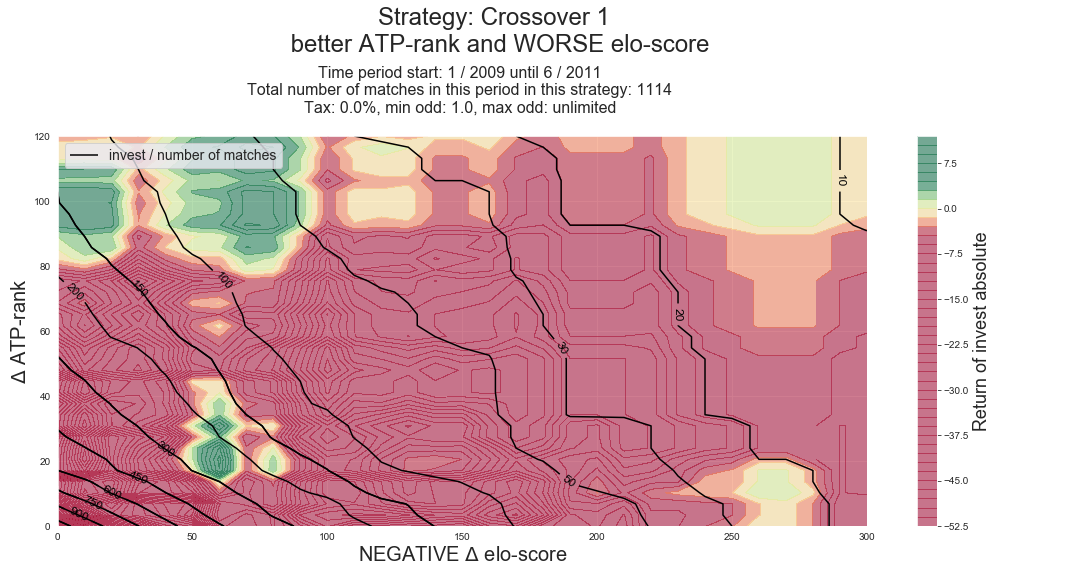 Strategy: Crossover 1
better ATP-rank and WORSE elo-score
Time period start: 1 / 2009 until 6 / 2011
Total number of matches in this period in this strategy: 1114
Tax: 0.0%, min odd: 1.0, max odd: unlimited
invest / number of matches
Δ ATP-rank
120
100
80
60
40
20
0
0 50 100 150 200 250 300
NEGATIVE Δ elo-score
200 150 100 50 30 20 10
300 450 600 750 900
7.5
0.0
−7.5
−15.0
−22.5
−30.0
−37.5
−45.0
−52.5
Return of invest absolute